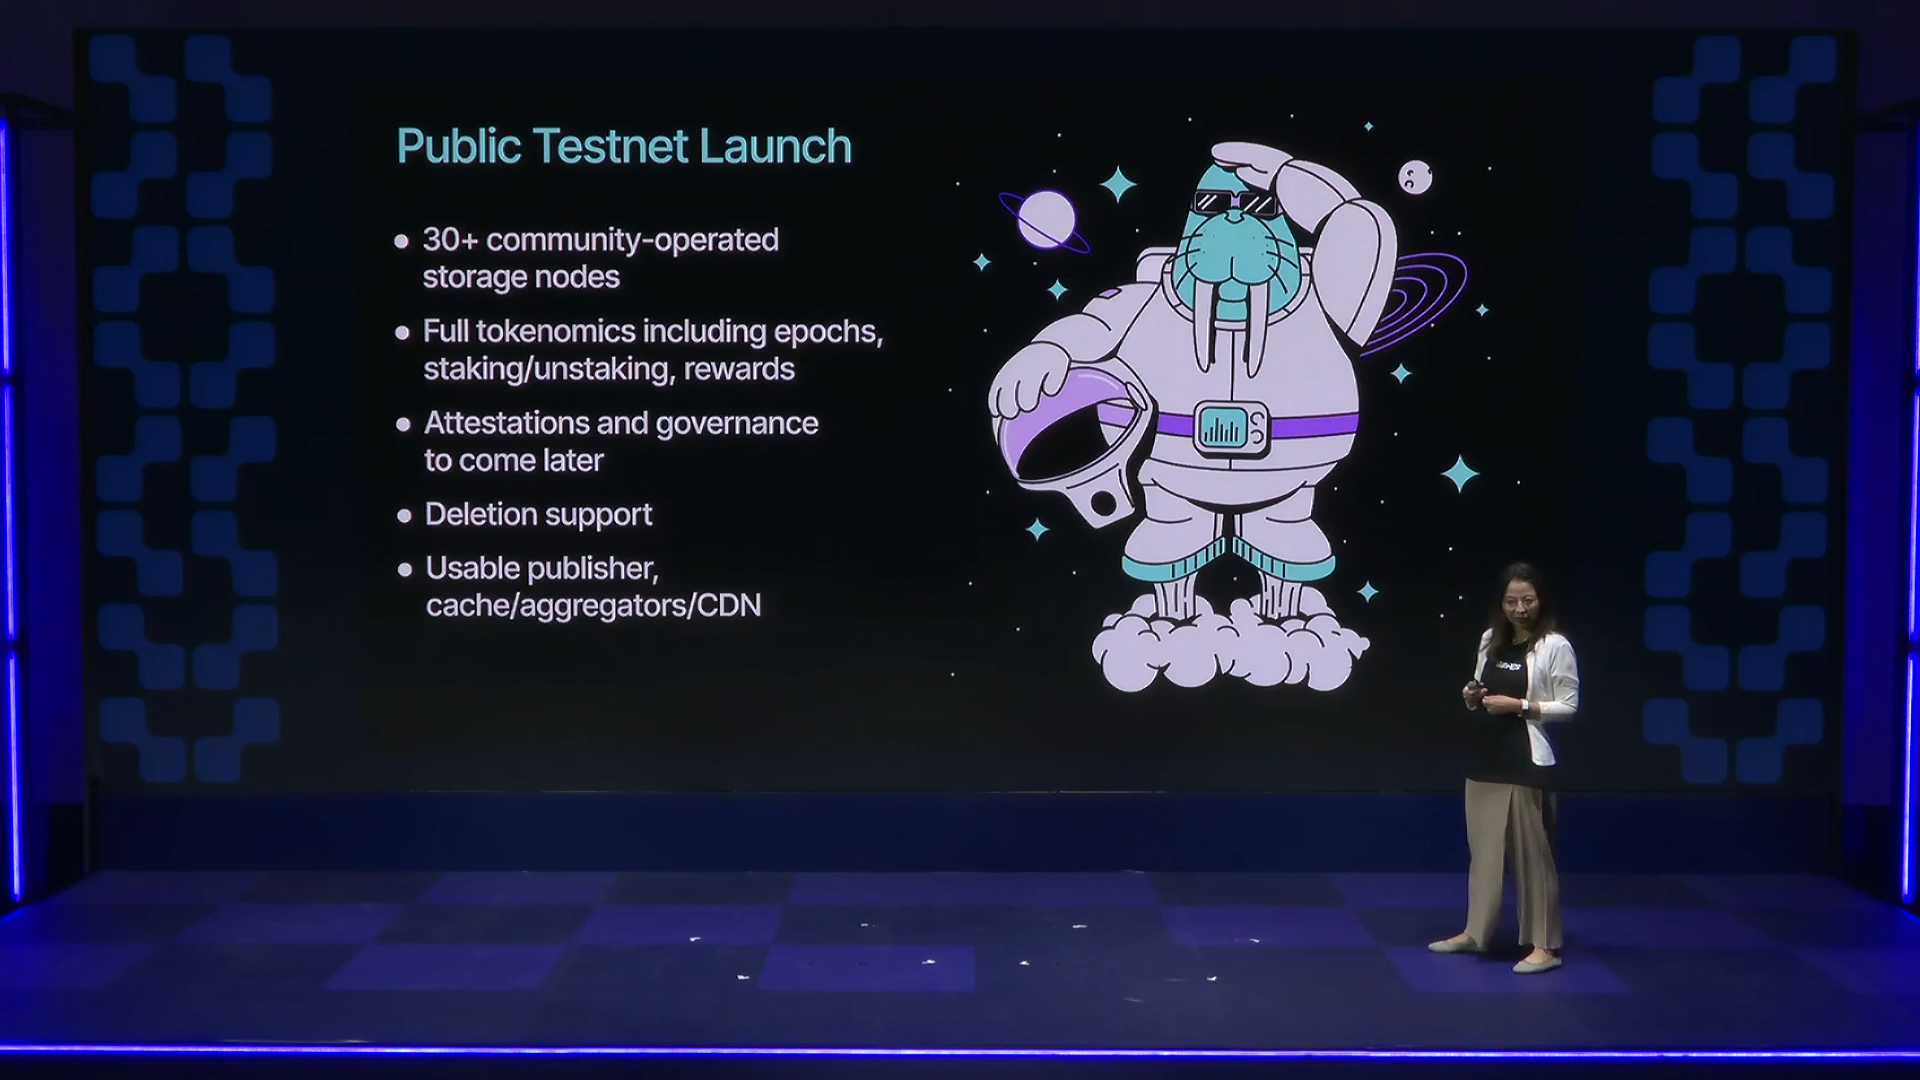 Public Testnet Launch
• 30+ community-operated
storage nodes
• Full tokenomics including epochs,
staking/unstaking, rewards
• Attestations and governance
to come later
• Deletion support
• Usable publisher,
cache/aggregators/CDN